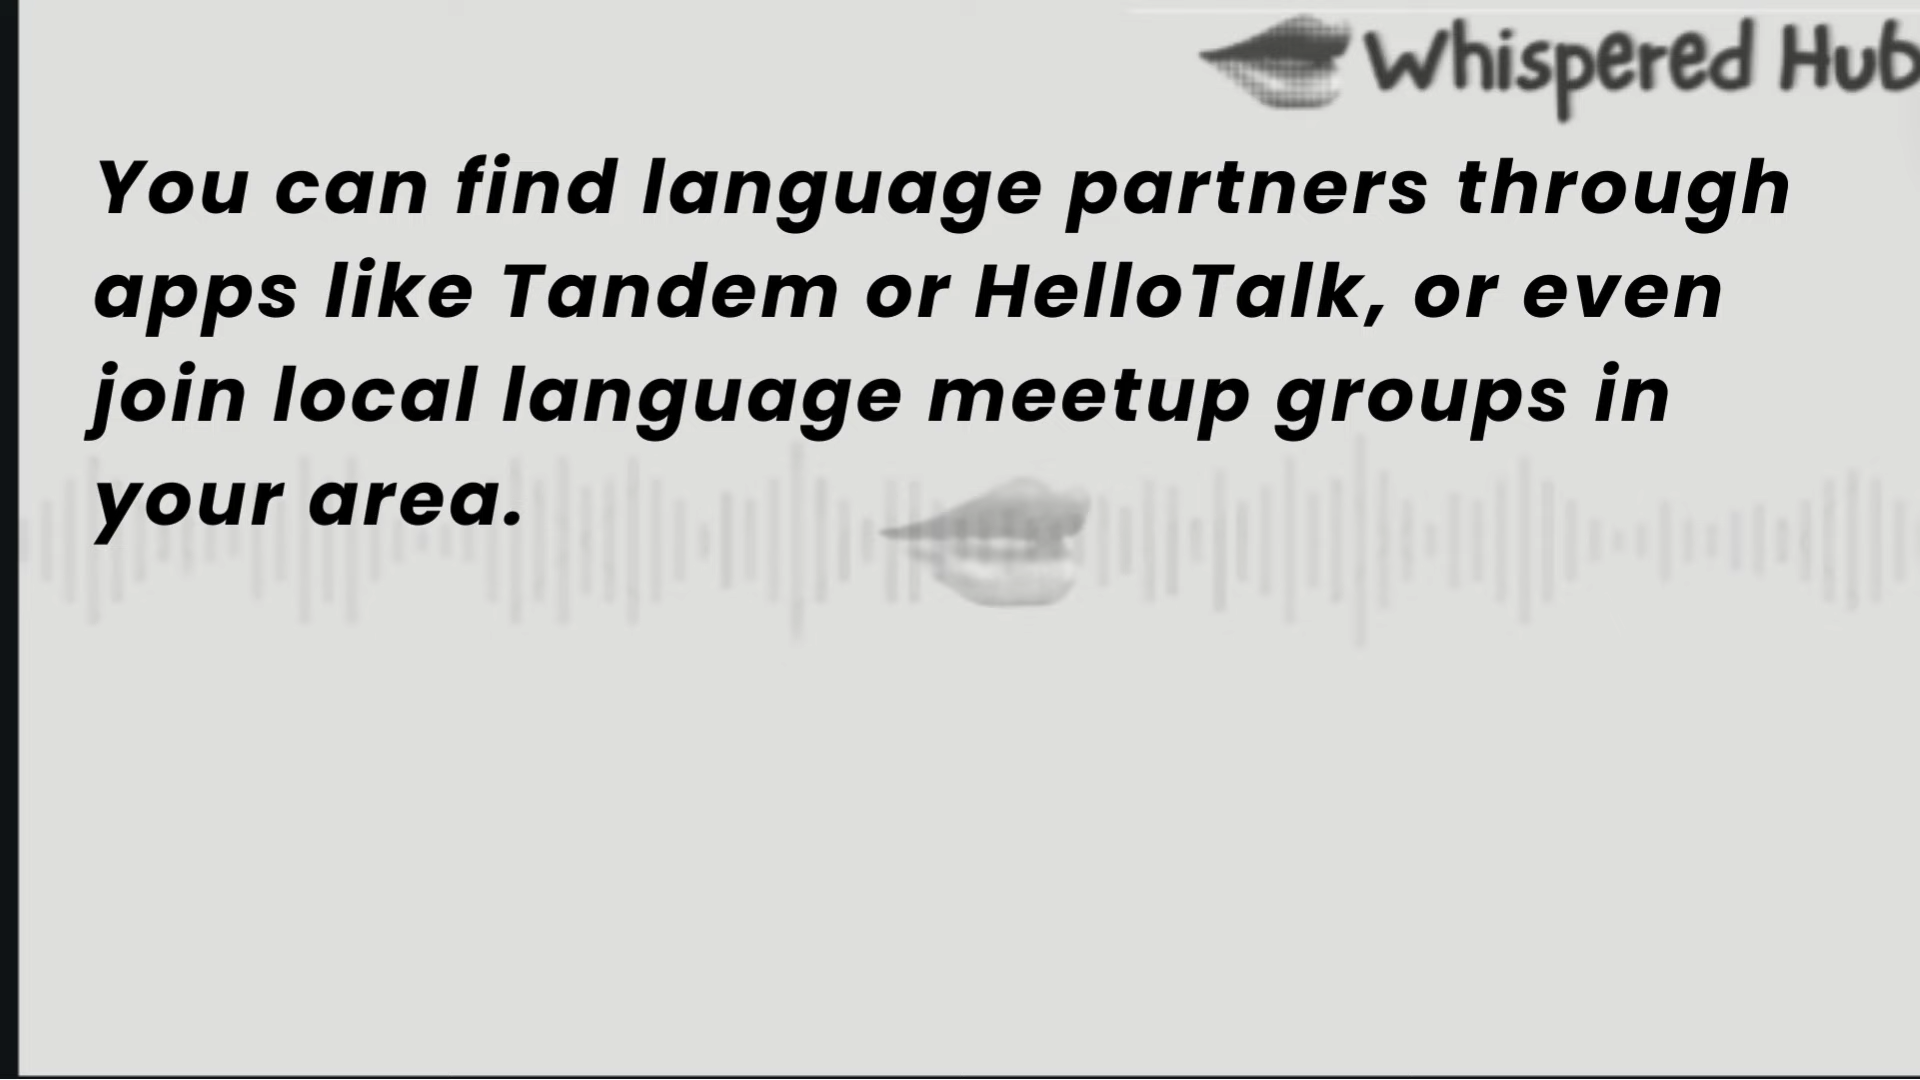 Whispered Hub
You can find language partners through
apps like Tandem or HelloTalk, or even
join local language meetup groups in
your area.